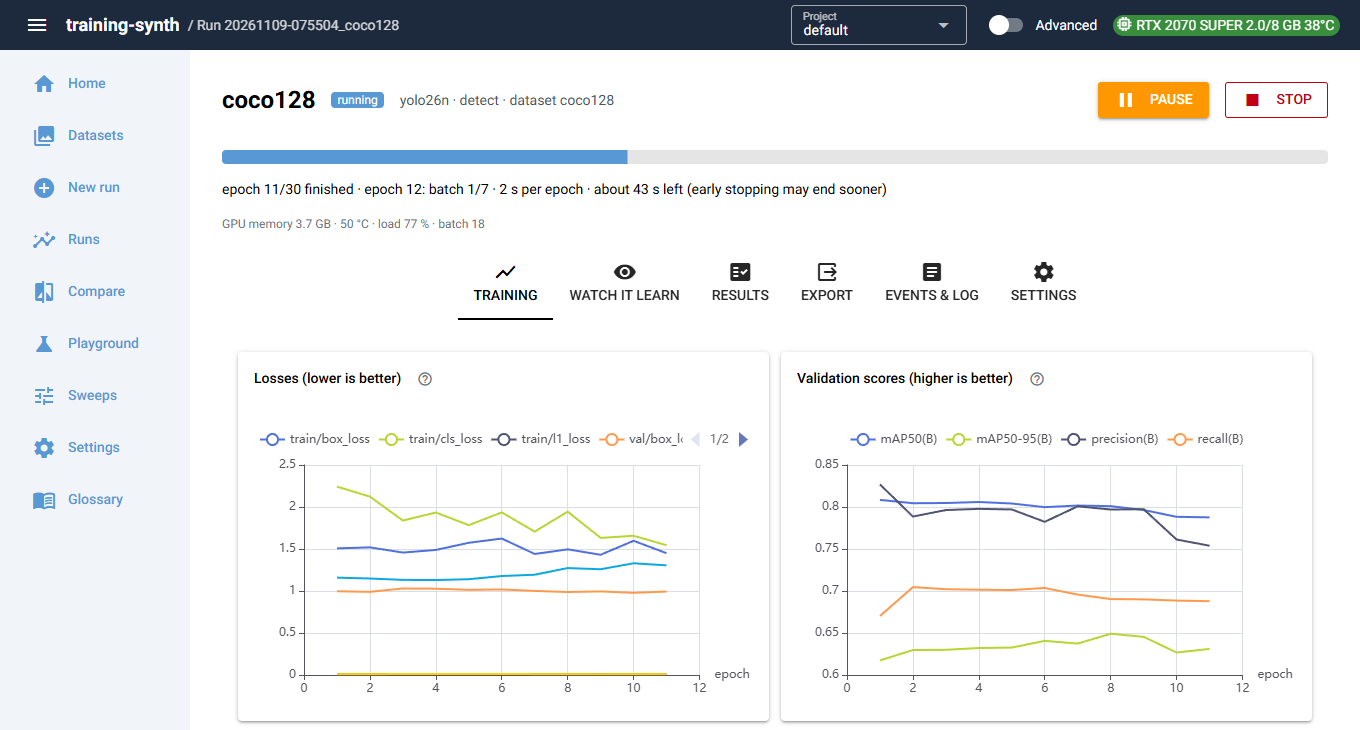 training-synth / Run 20261109-075504_coco128
Project
default
Advanced
RTX 2070 SUPER 2.0/8 GB 38°C
Home
Datasets
New run
Runs
Compare
Playground
Sweeps
Settings
Glossary
coco128 running yolo26n · detect · dataset coco128
PAUSE
STOP
epoch 11/30 finished · epoch 12: batch 1/7 · 2 s per epoch · about 43 s left (early stopping may end sooner)
GPU memory 3.7 GB · 50 °C · load 77 % · batch 18
TRAINING
WATCH IT LEARN
RESULTS
EXPORT
EVENTS & LOG
SETTINGS
Losses (lower is better) ?
train/box_loss train/cls_loss train/l1_loss val/box_l 1/2
2.5
2
1.5
1
0.5
0
0 2 4 6 8 10 12
epoch
Validation scores (higher is better) ?
mAP50(B) mAP50-95(B) precision(B) recall(B)
0.85
0.8
0.75
0.7
0.65
0.6
0 2 4 6 8 10 12
epoch